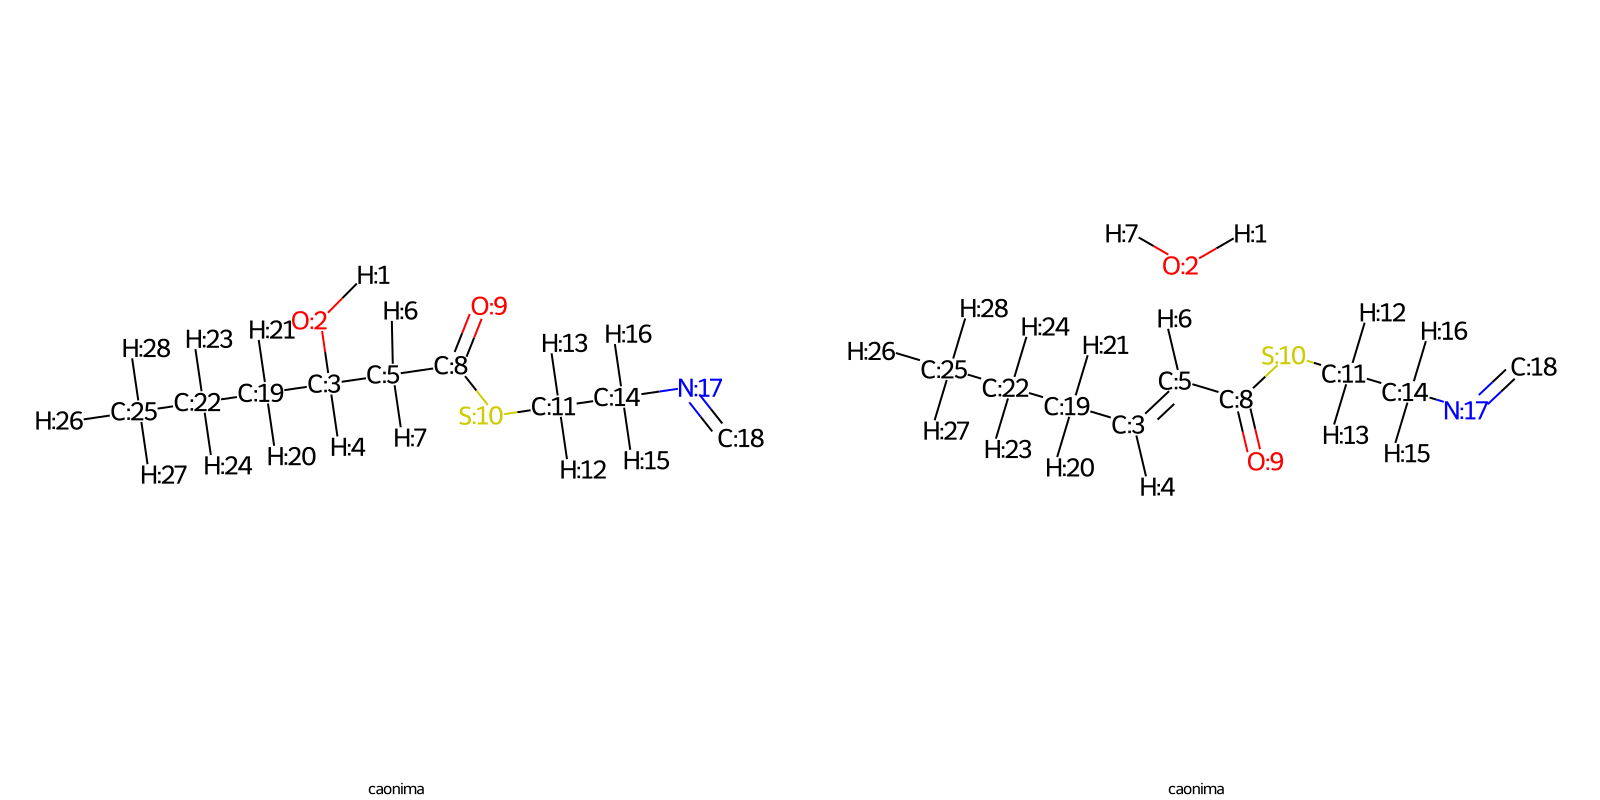 H:7 H:1
O:2
H:1
O:9
H:6
H:21 O:2
H:23
H:28
H:13
H:16
C:8
C:5
C:3
C:19
C:22
C:25
H:26
S:10
C:11
C:14
N:17
C:18
H:7
H:4
H:20
H:24
H:27
H:12
H:15
H:28
H:24
H:6
H:12
H:16
H:21
H:26
C:25
C:22
C:19
C:3
C:5
C:8
S:10
C:11
C:14
N:17
C:18
H:27
H:23
H:20
H:4
O:9
H:13
H:15
caonima caonima